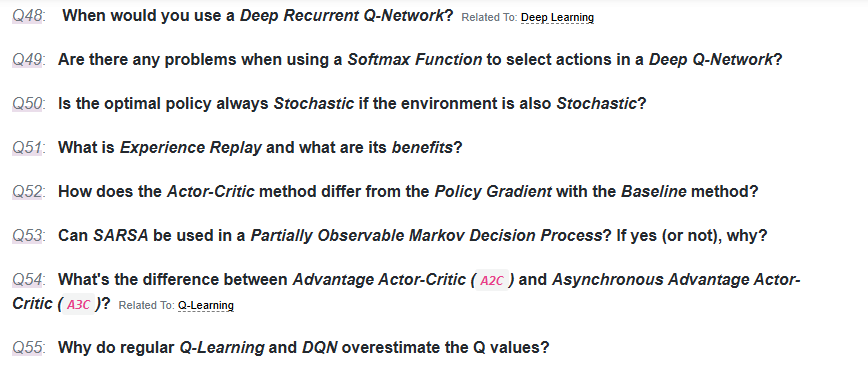 Q48: When would you use a Deep Recurrent Q-Network? Related To: Deep Learning
Q49: Are there any problems when using a Softmax Function to select actions in a Deep Q-Network?
Q50: Is the optimal policy always Stochastic if the environment is also Stochastic?
Q51: What is Experience Replay and what are its benefits?
Q52: How does the Actor-Critic method differ from the Policy Gradient with the Baseline method?
Q53: Can SARSA be used in a Partially Observable Markov Decision Process? If yes (or not), why?
Q54: What's the difference between Advantage Actor-Critic ( A2C ) and Asynchronous Advantage Actor-
Critic ( A3C )? Related To: Q-Learning
Q55: Why do regular Q-Learning and DQN overestimate the Q values?